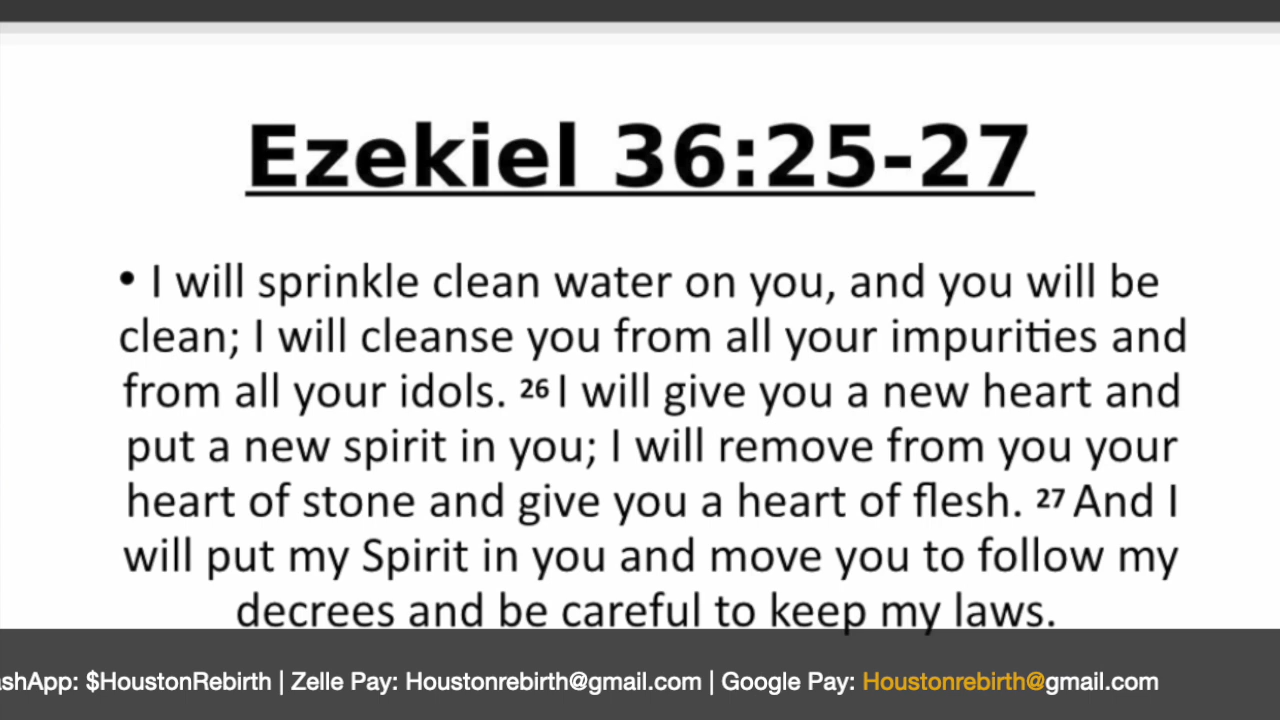 Ezekiel 36:25-27
• I will sprinkle clean water on you, and you will be
clean; I will cleanse you from all your impurities and
from all your idols. 26 I will give you a new heart and
put a new spirit in you; I will remove from you your
heart of stone and give you a heart of flesh. 27 And I
will put my Spirit in you and move you to follow my
decrees and be careful to keep my laws.
ashApp: $HoustonRebirth | Zelle Pay: Houstonrebirth@gmail.com | Google Pay: Houstonrebirth@gmail.com